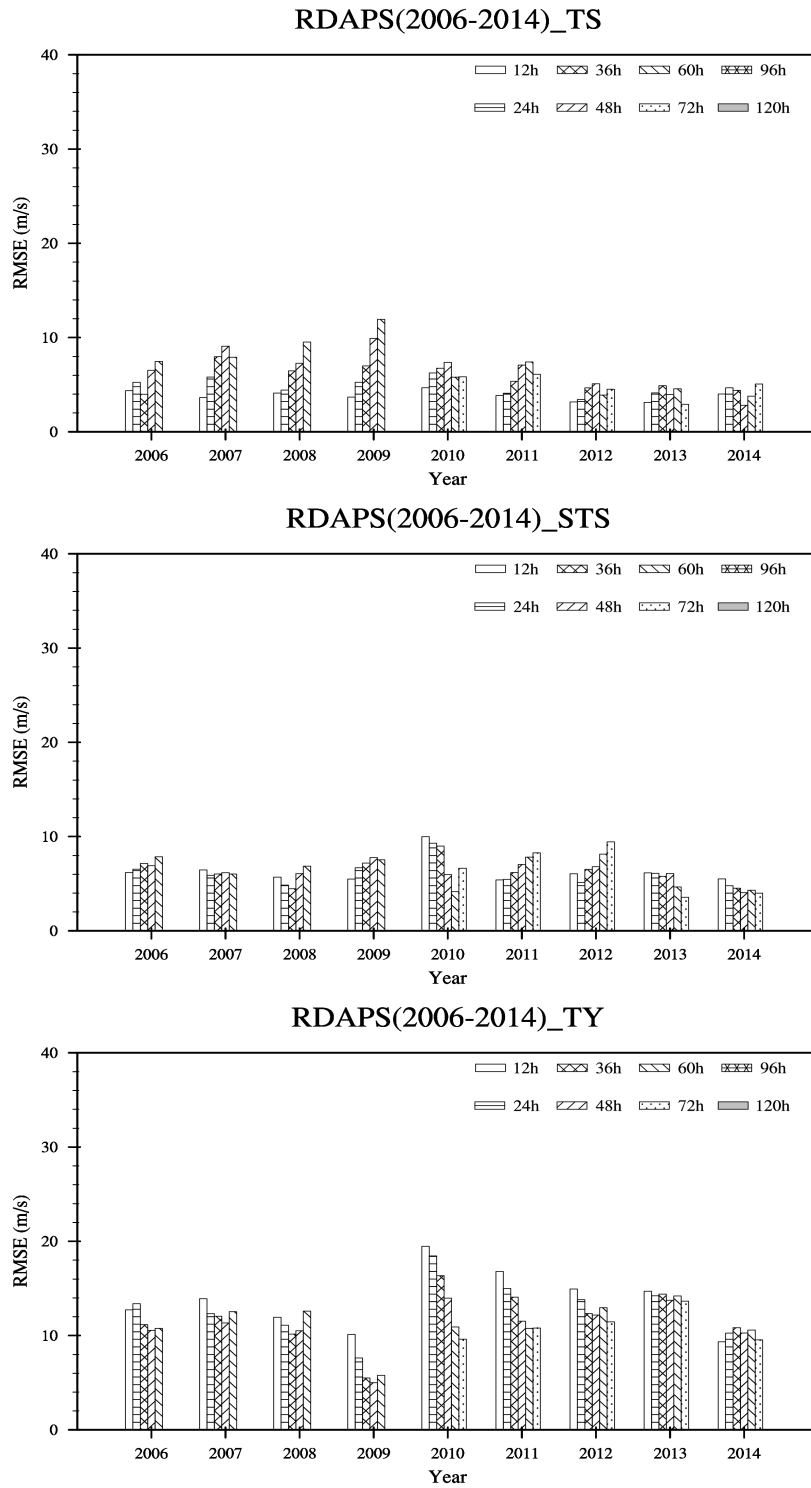 RDAPS(2006-2014)_TS
40
12h 36h 60h 96h
24h 48h 72h 120h
30
RMSE (m/s)
20
10
0
2006 2007 2008 2009 2010 2011 2012 2013 2014
Year
RDAPS(2006-2014)_STS
40
12h 36h 60h 96h
24h 48h 72h 120h
30
RMSE (m/s)
20
10
0
2006 2007 2008 2009 2010 2011 2012 2013 2014
Year
RDAPS(2006-2014)_TY
40
12h 36h 60h 96h
24h 48h 72h 120h
30
RMSE (m/s)
20
10
0
2006 2007 2008 2009 2010 2011 2012 2013 2014
Year